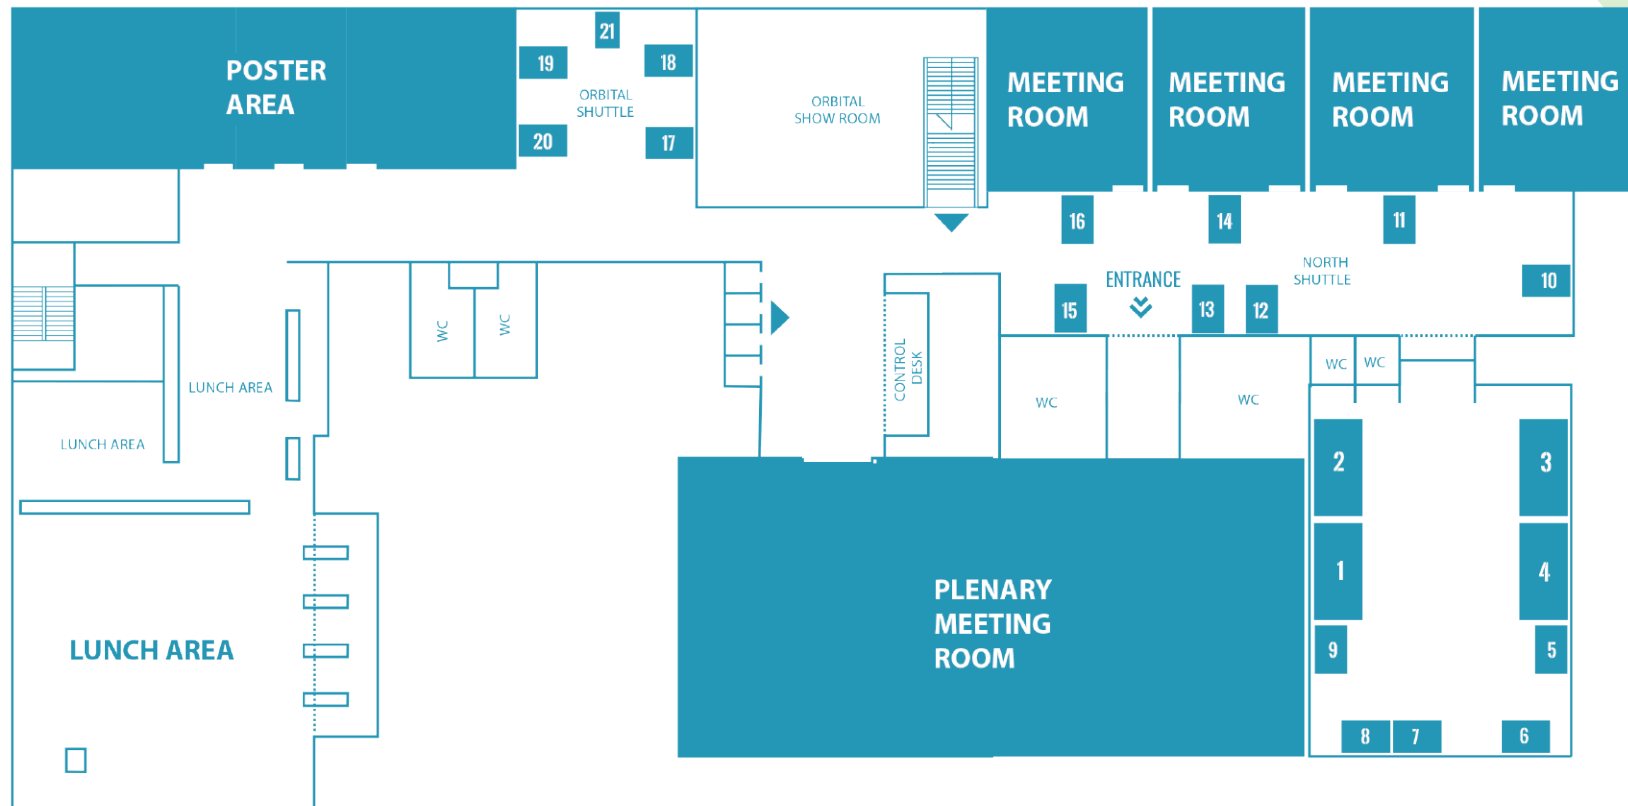 21
19
18
POSTER
AREA
ORBITAL
SHUTTLE
ORBITAL
SHOW ROOM
20
17
MEETING
ROOM
MEETING
ROOM
MEETING
ROOM
MEETING
ROOM
16
14
11
ENTRANCE
NORTH
SHUTTLE
10
15
13
12
WC
WC
CONTROL
DESK
WC
WC
WC
WC
LUNCH AREA
LUNCH AREA
2
3
1
4
PLENARY
MEETING
ROOM
LUNCH AREA
9
5
8
7
6